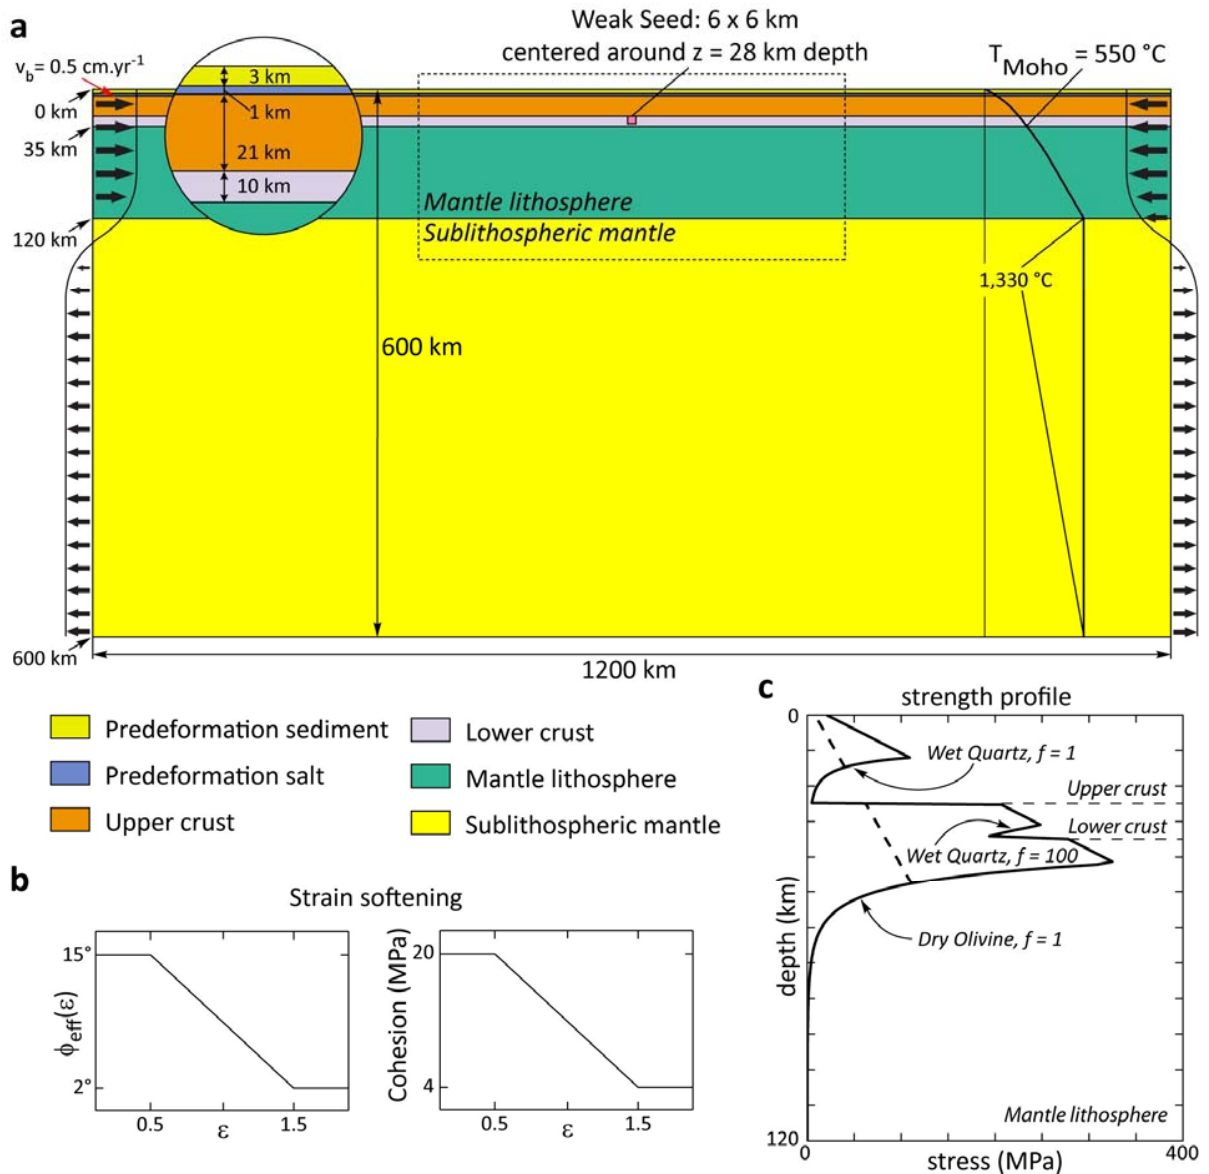 a
Weak Seed: 6 x 6 km
centered around z = 28 km depth
T_Moho = 550 °C
v_b = 0.5 cm.yr⁻¹
3 km
0 km
1 km
35 km
21 km
10 km
Mantle lithosphere
Sublithospheric mantle
120 km
1,330 °C
600 km
600 km
1200 km
Predeformation sediment
Predeformation salt
Upper crust
Lower crust
Mantle lithosphere
Sublithospheric mantle
b
Strain softening
15°
2°
ϕ_eff(ε)
0.5
1.5
ε
20
4
Cohesion (MPa)
0.5
1.5
ε
c
strength profile
0
Wet Quartz, f = 1
Upper crust
Lower crust
Wet Quartz, f = 100
Dry Olivine, f = 1
depth (km)
Mantle lithosphere
120
0
400
stress (MPa)